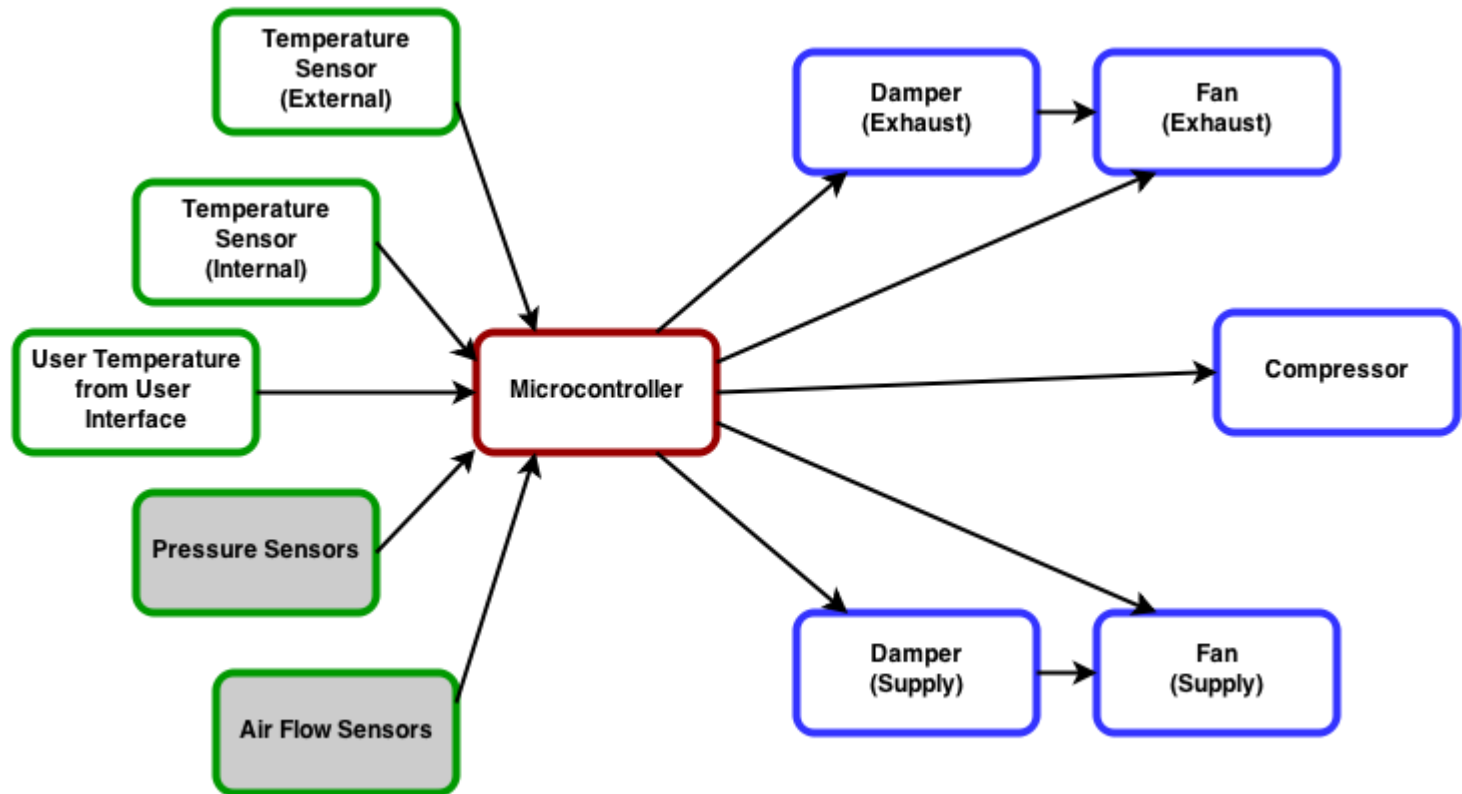 Temperature
Sensor
(External)
Temperature
Sensor
(Internal)
User Temperature
from User
Interface
Pressure Sensors
Air Flow Sensors
Microcontroller
Damper
(Exhaust)
Fan
(Exhaust)
Compressor
Damper
(Supply)
Fan
(Supply)